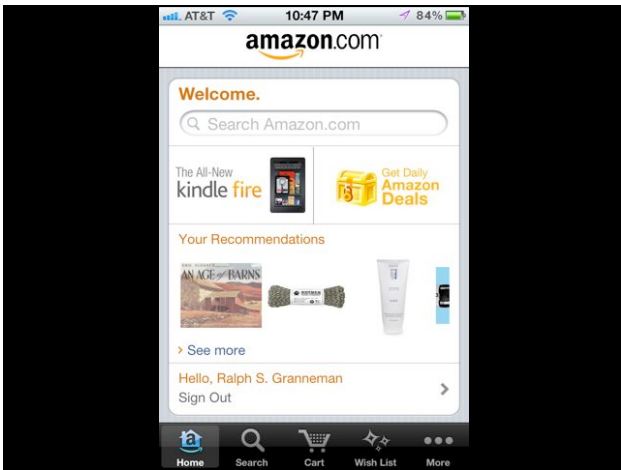 AT&T 10:47 PM 84%
amazon.com
Welcome.
Search Amazon.com
The All-New
kindle fire
Get Daily
Amazon
Deals
Your Recommendations
AN AGE of BARNS
› See more
Hello, Ralph S. Granneman
Sign Out
Home Search Cart Wish List More